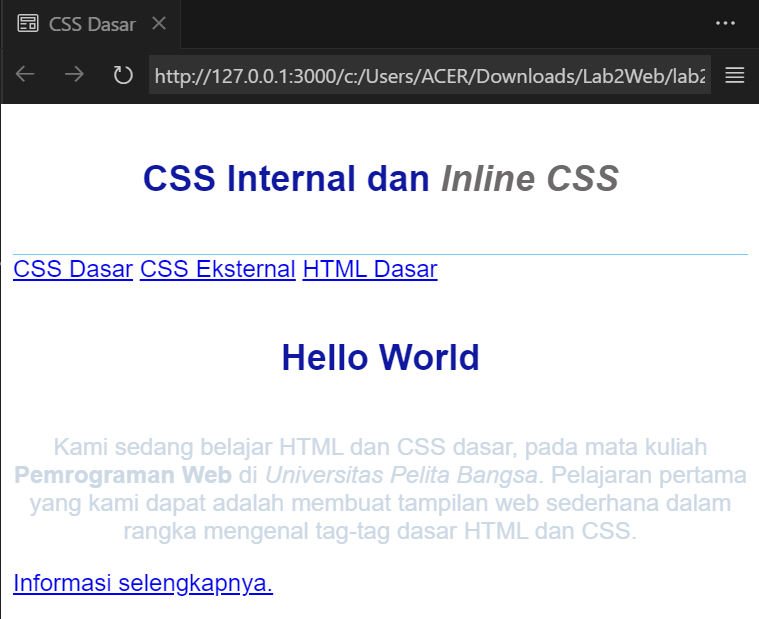 CSS Dasar
http://127.0.0.1:3000/c:/Users/ACER/Downloads/Lab2Web/lab2
CSS Internal dan Inline CSS
CSS Dasar CSS Eksternal HTML Dasar
Hello World
Kami sedang belajar HTML dan CSS dasar, pada mata kuliah
Pemrograman Web di Universitas Pelita Bangsa. Pelajaran pertama
yang kami dapat adalah membuat tampilan web sederhana dalam
rangka mengenal tag-tag dasar HTML dan CSS.
Informasi selengkapnya.